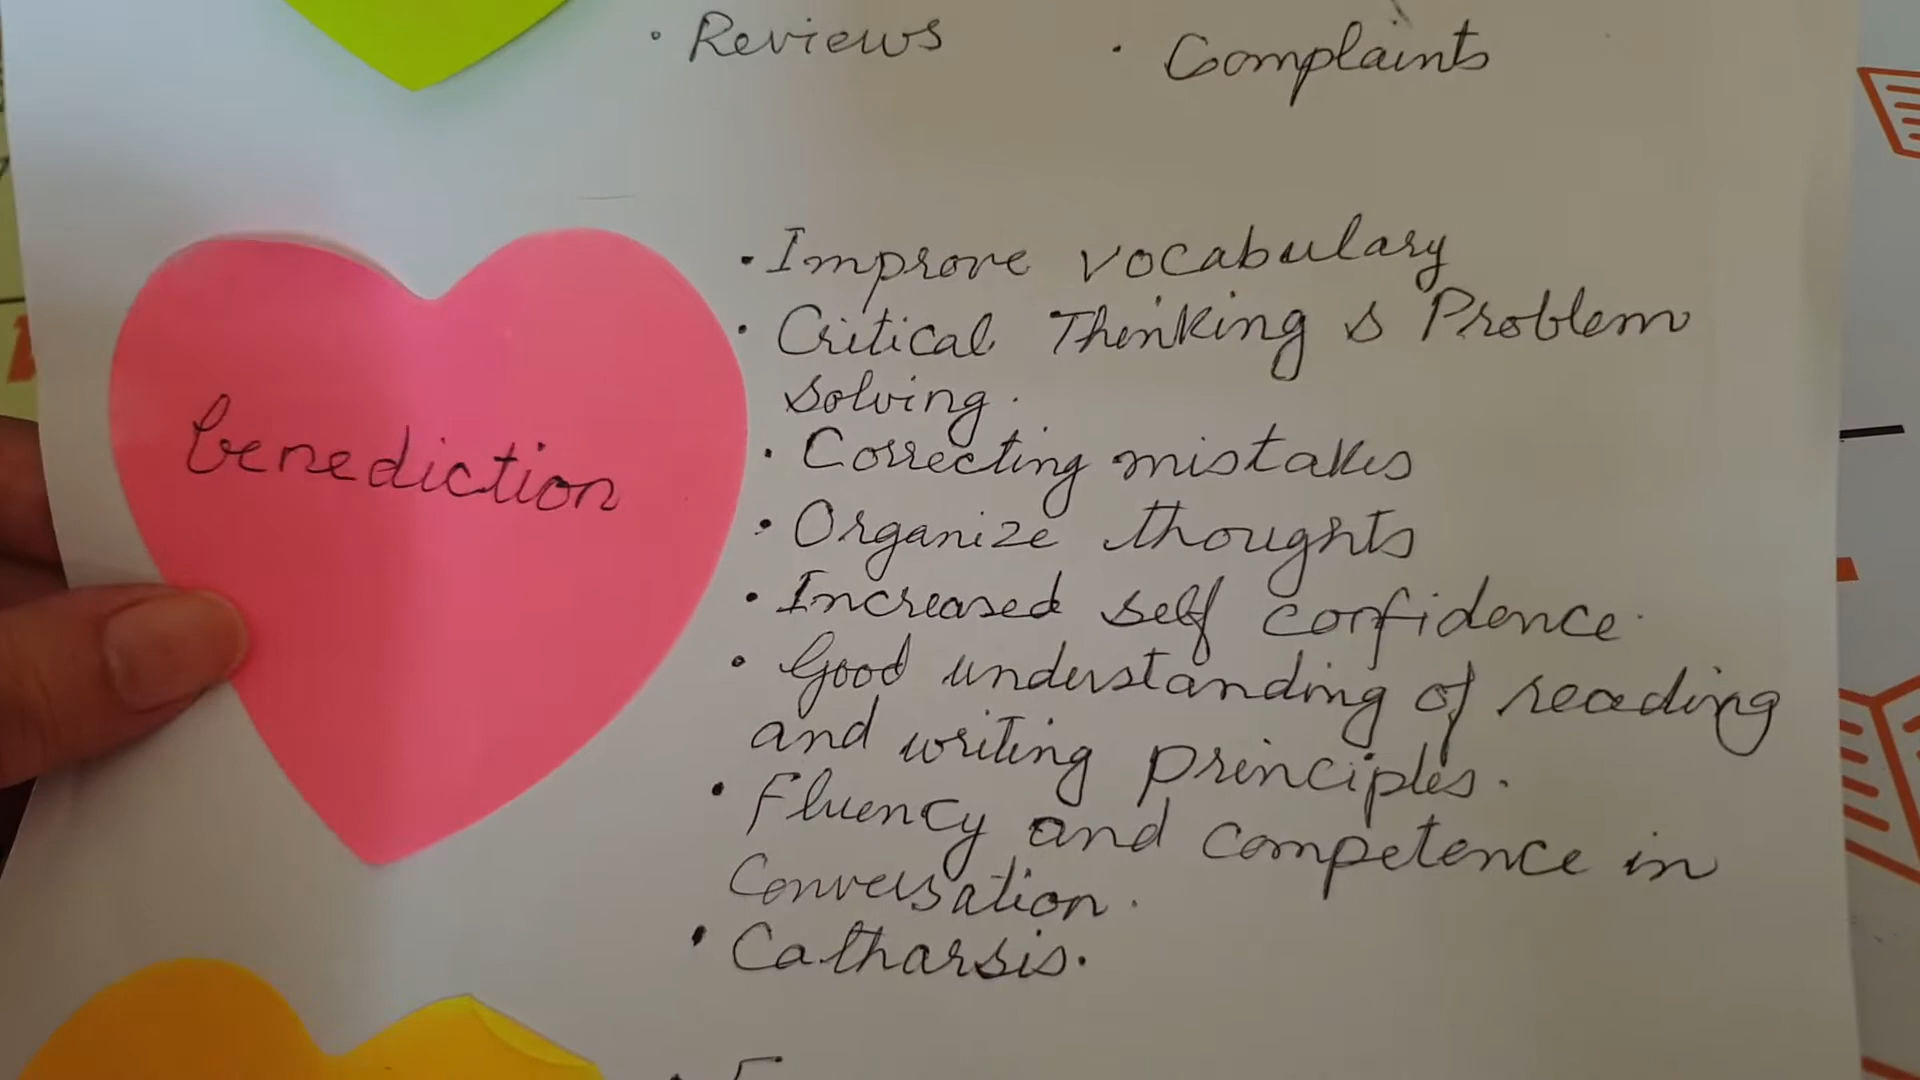 • Reviews • Complaints
benediction
• Improve vocabulary
• Critical Thinking & Problem
solving.
• Correcting mistakes
• Organize thoughts
• Increased self confidence.
• Good understanding of reading
and writing principles.
• Fluency and competence in
Conversation.
• Catharsis.